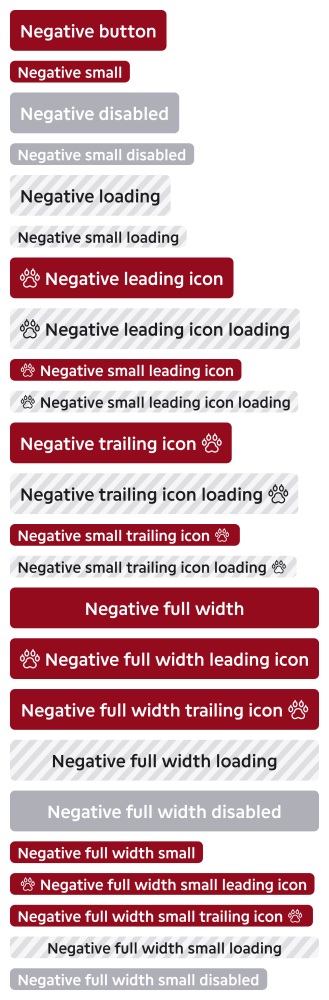 Negative button
Negative small
Negative disabled
Negative small disabled
Negative loading
Negative small loading
Negative leading icon
Negative leading icon loading
Negative small leading icon
Negative small leading icon loading
Negative trailing icon
Negative trailing icon loading
Negative small trailing icon
Negative small trailing icon loading
Negative full width
Negative full width leading icon
Negative full width trailing icon
Negative full width loading
Negative full width disabled
Negative full width small
Negative full width small leading icon
Negative full width small trailing icon
Negative full width small loading
Negative full width small disabled